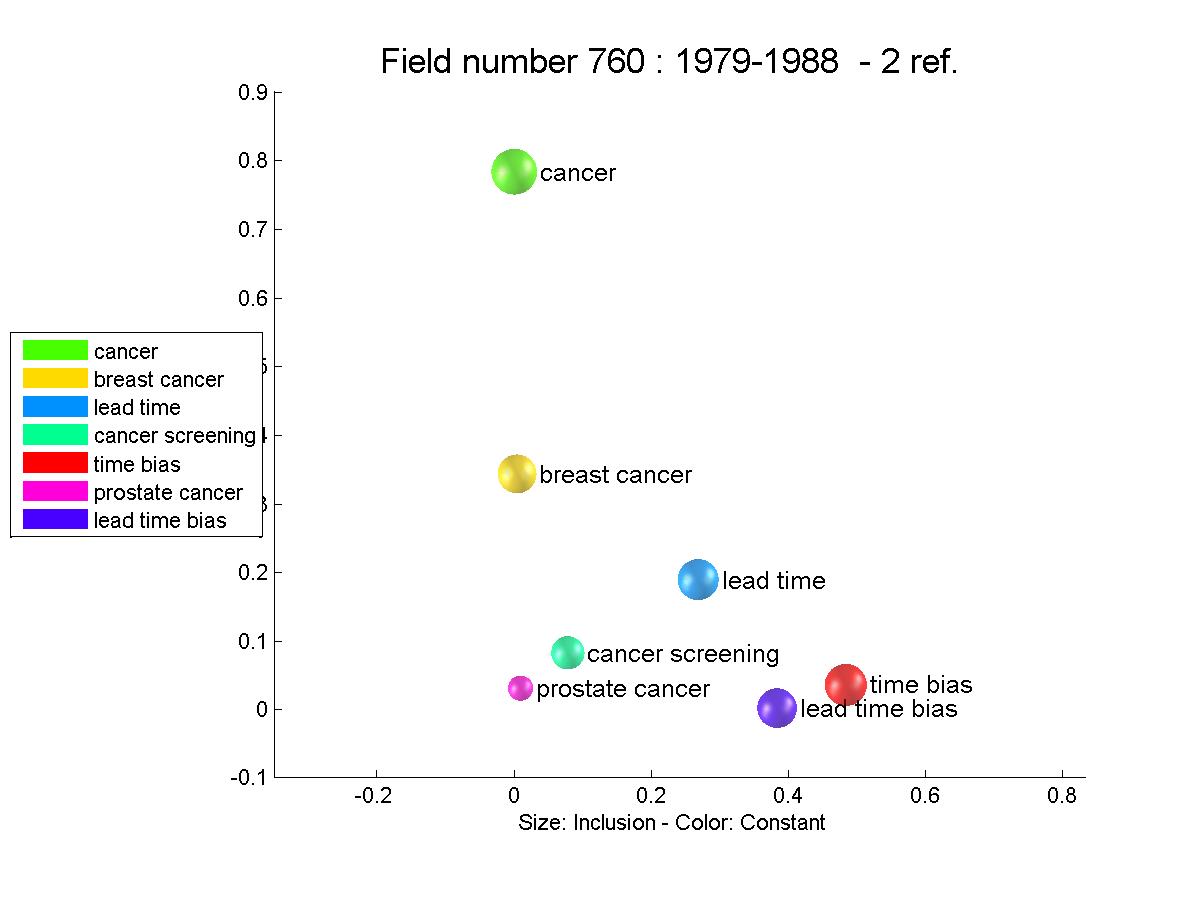 Field number 760 : 1979-1988 - 2 ref.
0.9
0.8
cancer
0.7
0.6
cancer
breast cancer
lead time
cancer screening
time bias
prostate cancer
lead time bias
breast cancer
0.2
lead time
0.1
cancer screening
prostate cancer
time bias
0
lead time bias
-0.1
-0.2
0
0.2
0.4
0.6
0.8
Size: Inclusion - Color: Constant